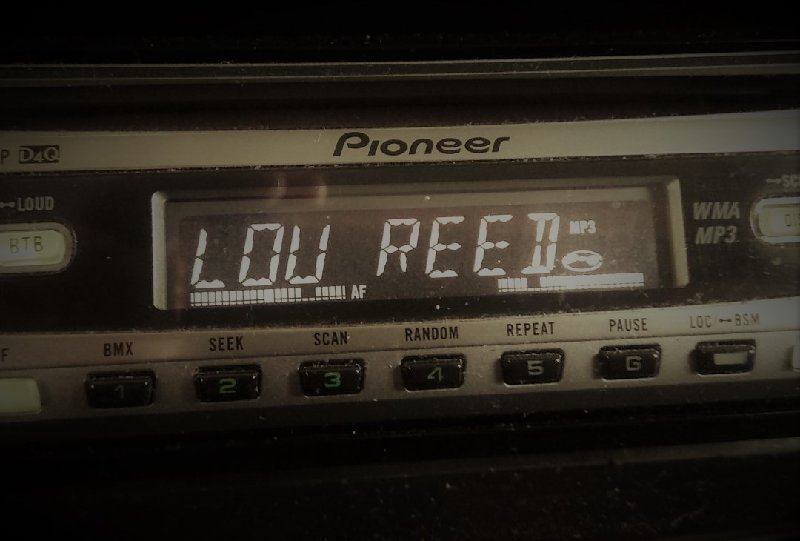 Pioneer
P D4Q
LOUD
BTB
LOU REED MP3
AF
WMA
MP3
F BMX SEEK SCAN RANDOM REPEAT PAUSE LOC/ BSM
1 2 3 4 5 6